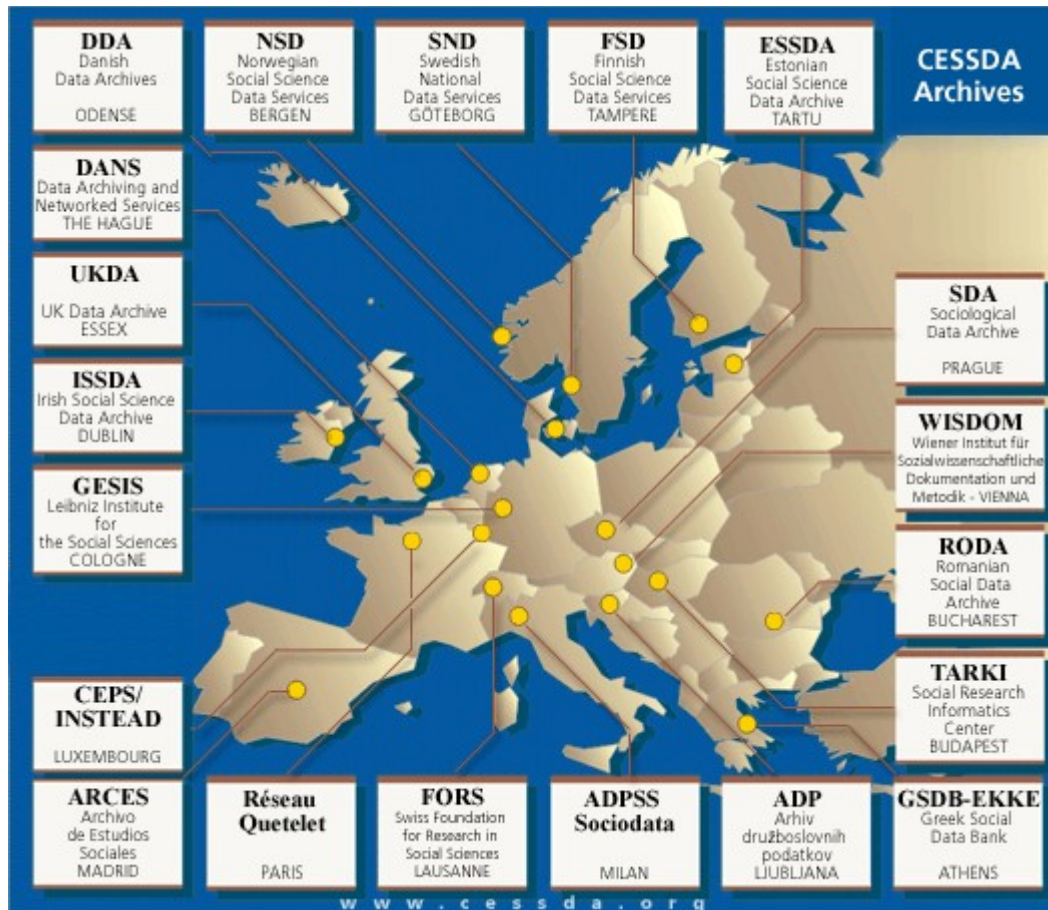 DDA
Danish
Data Archives
ODENSE
NSD
Norwegian
Social Science
Data Services
BERGEN
SND
Swedish
National
Data Services
GÖTEBORG
FSD
Finnish
Social Science
Data Services
TAMPERE
ESSDA
Estonian
Social Science
Data Archive
TARTU
CESSDA
Archives
DANS
Data Archiving and
Networked Services
THE HAGUE
UKDA
UK Data Archive
ESSEX
ISSDA
Irish Social Science
Data Archive
DUBLIN
GESIS
Leibniz Institute
for
the Social Sciences
COLOGNE
SDA
Sociological
Data Archive
PRAGUE
WISDOM
Wiener Institut für
Sozialwissenschaftliche
Dokumentation und
Metodik - VIENNA
RODA
Romanian
Social Data
Archive
BUCHAREST
TARKI
Social Research
Informatics
Center
BUDAPEST
CEPS/
INSTEAD
LUXEMBOURG
ARCES
Archivo
de Estudios
Sociales
MADRID
Réseau
Quetelet
PARIS
FORS
Swiss Foundation
for Research in
Social Sciences
LAUSANNE
ADPSS
Sociodata
MILAN
ADP
Arhiv
družboslovnih
podatkov
LJUBLJANA
GSDB-EKKE
Greek Social
Data Bank
ATHENS
www.cessda.org